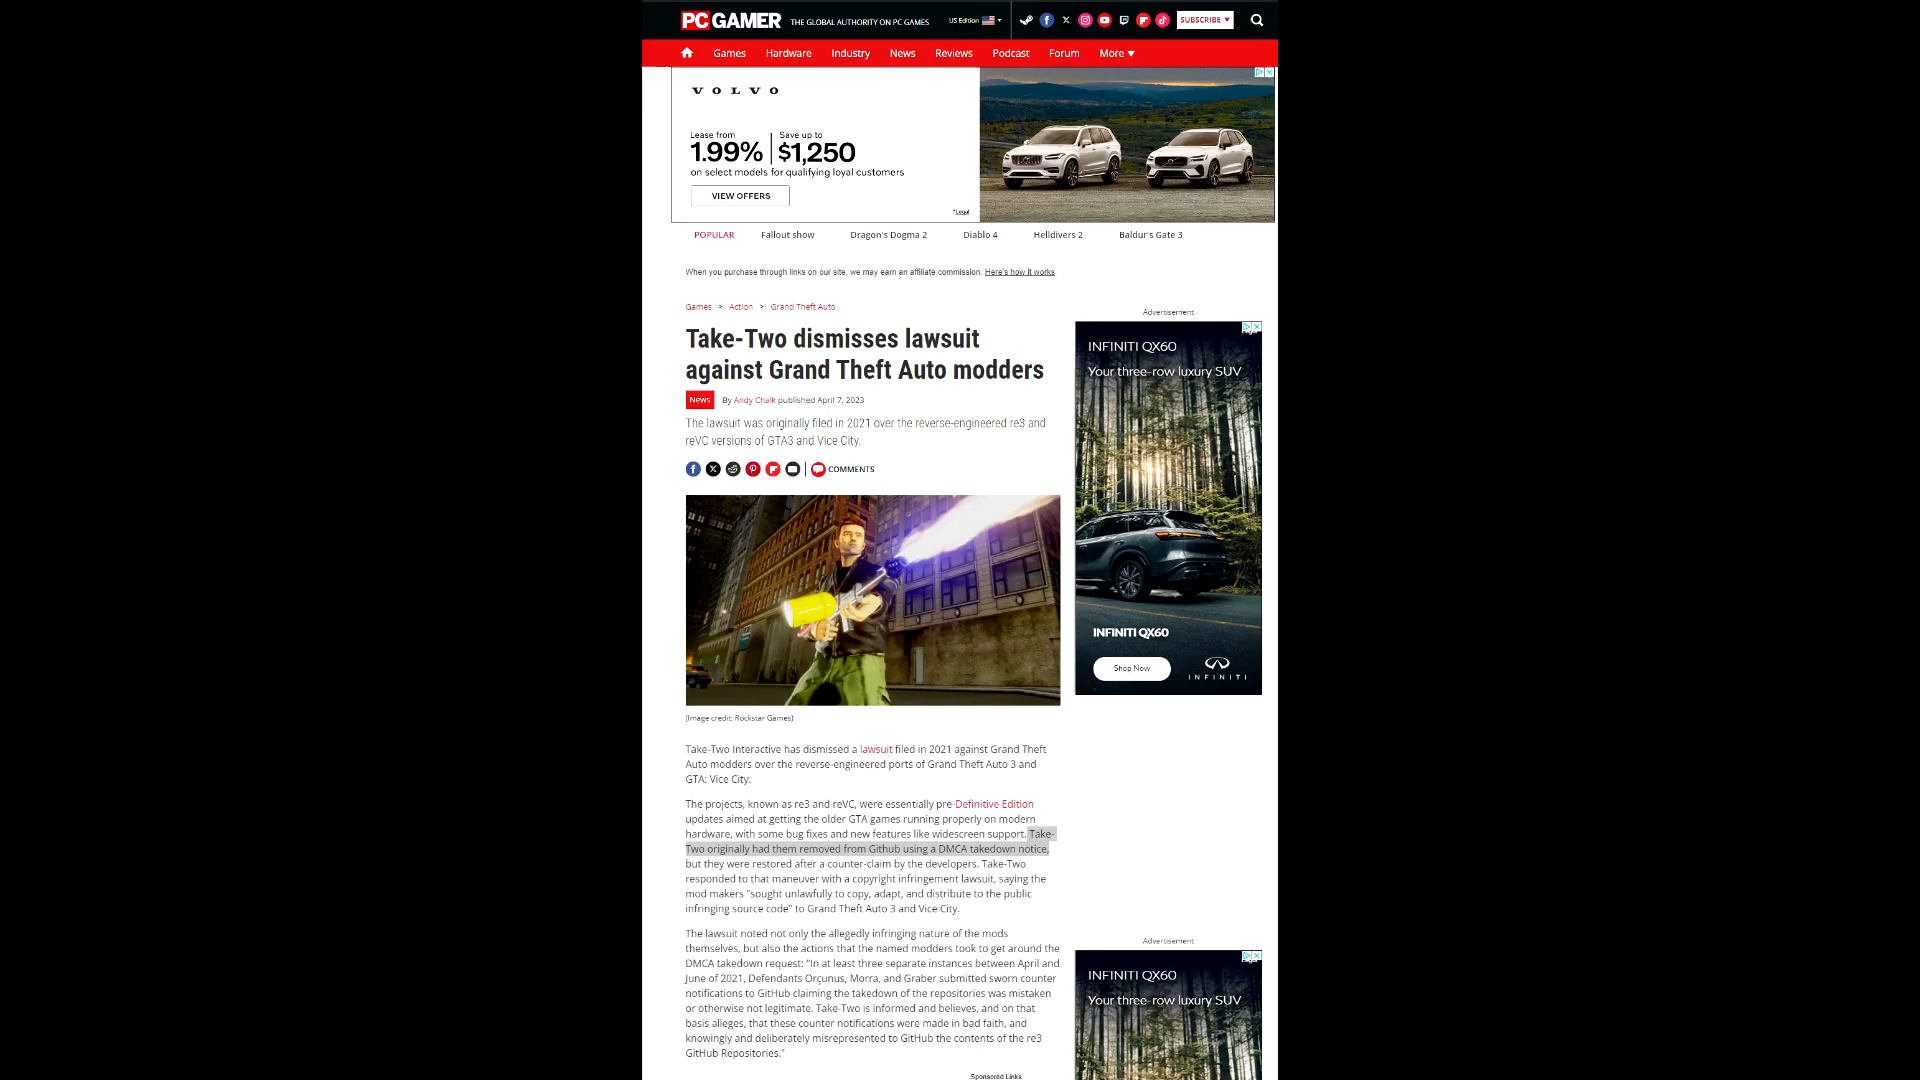 PC GAMER THE GLOBAL AUTHORITY ON PC GAMES US Edition SUBSCRIBE
Games Hardware Industry News Reviews Podcast Forum More
VOLVO
Lease from
1.99%
Save up to
$1,250
on select models for qualifying loyal customers
VIEW OFFERS
*Legal
POPULAR Fallout show Dragon's Dogma 2 Diablo 4 Helldivers 2 Baldur's Gate 3
When you purchase through links on our site, we may earn an affiliate commission. Here's how it works.
Games > Action > Grand Theft Auto
Take-Two dismisses lawsuit
against Grand Theft Auto modders
News By Andy Chalk published April 7, 2023
The lawsuit was originally filed in 2021 over the reverse-engineered re3 and
reVC versions of GTA3 and Vice City.
COMMENTS
(Image credit: Rockstar Games)
Take-Two Interactive has dismissed a lawsuit filed in 2021 against Grand Theft
Auto modders over the reverse-engineered ports of Grand Theft Auto 3 and
GTA: Vice City.
The projects, known as re3 and reVC, were essentially pre-Definitive Edition
updates aimed at getting the older GTA games running properly on modern
hardware, with some bug fixes and new features like widescreen support. Take-
Two originally had them removed from Github using a DMCA takedown notice,
but they were restored after a counter-claim by the developers. Take-Two
responded to that maneuver with a copyright infringement lawsuit, saying the
mod makers "sought unlawfully to copy, adapt, and distribute to the public
infringing source code" to Grand Theft Auto 3 and Vice City.
The lawsuit noted not only the allegedly infringing nature of the mods
themselves, but also the actions that the named modders took to get around the
DMCA takedown request: "In at least three separate instances between April and
June of 2021, Defendants Orçunus, Morra, and Graber submitted sworn counter
notifications to GitHub claiming the takedown of the repositories was mistaken
or otherwise not legitimate. Take-Two is informed and believes, and on that
basis alleges, that these counter notifications were made in bad faith, and
knowingly and deliberately misrepresented to GitHub the contents of the re3
GitHub Repositories."
Sponsored Links
Advertisement
INFINITI QX60
Your three-row luxury SUV
INFINITI QX60
Shop Now
INFINITI
Advertisement
INFINITI QX60
Your three-row luxury SUV